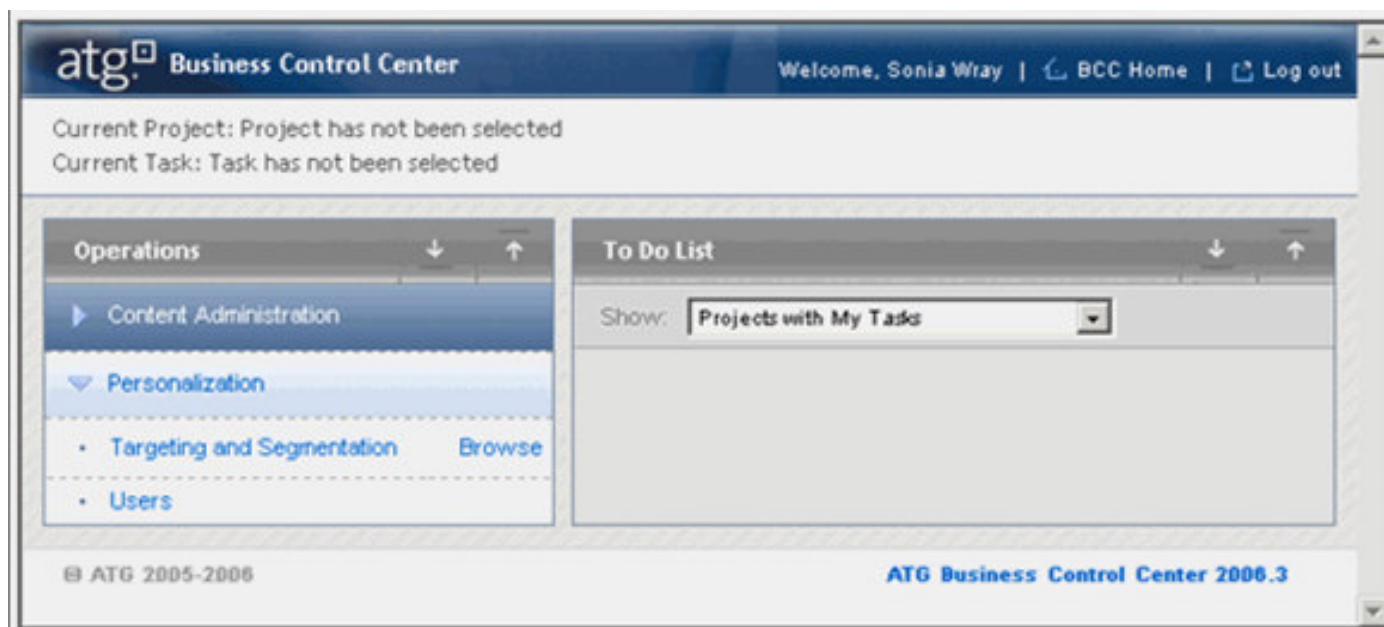 atg. Business Control Center
Welcome, Sonia Wray | BCC Home | Log out
Current Project: Project has not been selected
Current Task: Task has not been selected
Operations
Content Administration
Personalization
Targeting and Segmentation Browse
Users
To Do List
Show: Projects with My Tasks
© ATG 2005-2006
ATG Business Control Center 2006.3